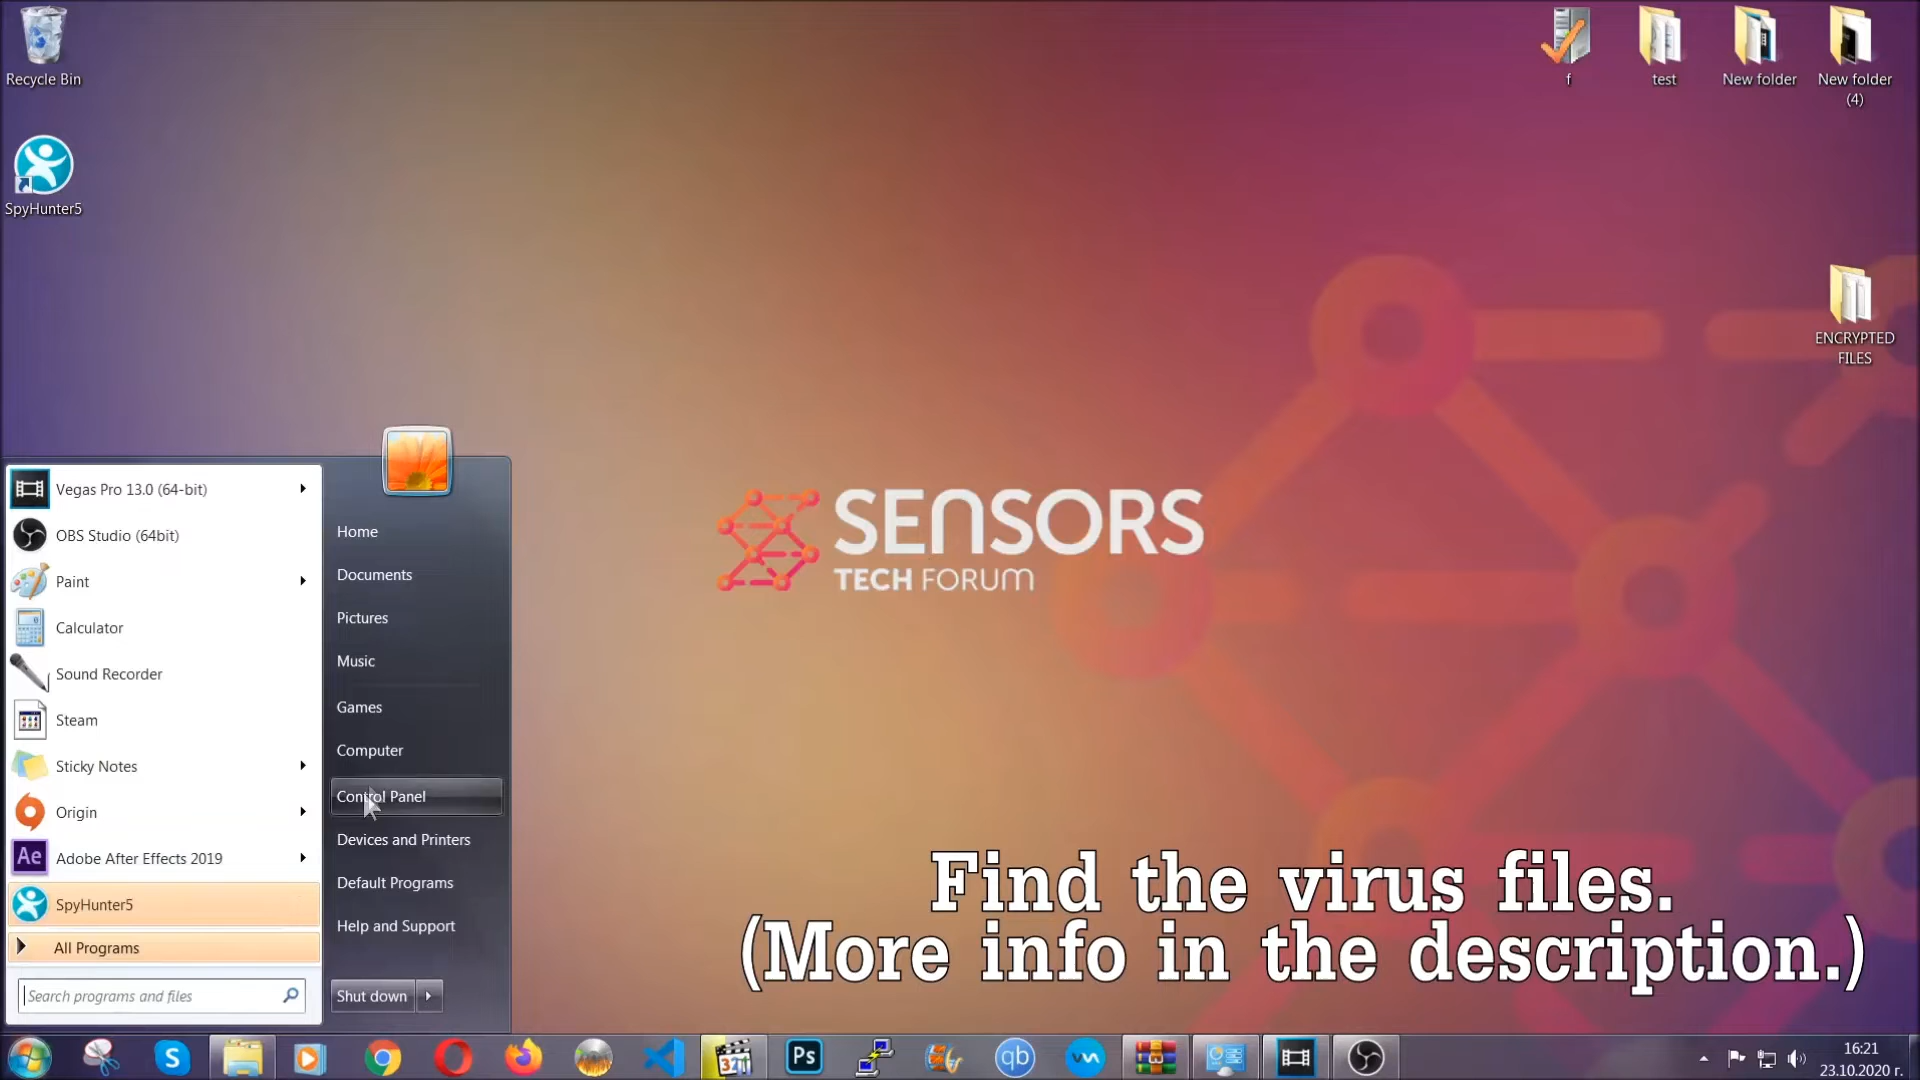 Recycle Bin
SpyHunter5
f
test
New folder
New folder
(4)
ENCRYPTED
FILES
SENSORS
TECH FORUM
Vegas Pro 13.0 (64-bit)
OBS Studio (64bit)
Paint
Calculator
Sound Recorder
Steam
Sticky Notes
Origin
Ae
Adobe After Effects 2019
SpyHunter5
All Programs
Search programs and files
Home
Documents
Pictures
Music
Games
Computer
Control Panel
Devices and Printers
Default Programs
Help and Support
Shut down
Find the virus files.
(More info in the description.)
S
321
Ps
qb
16:21
23.10.2020 г.